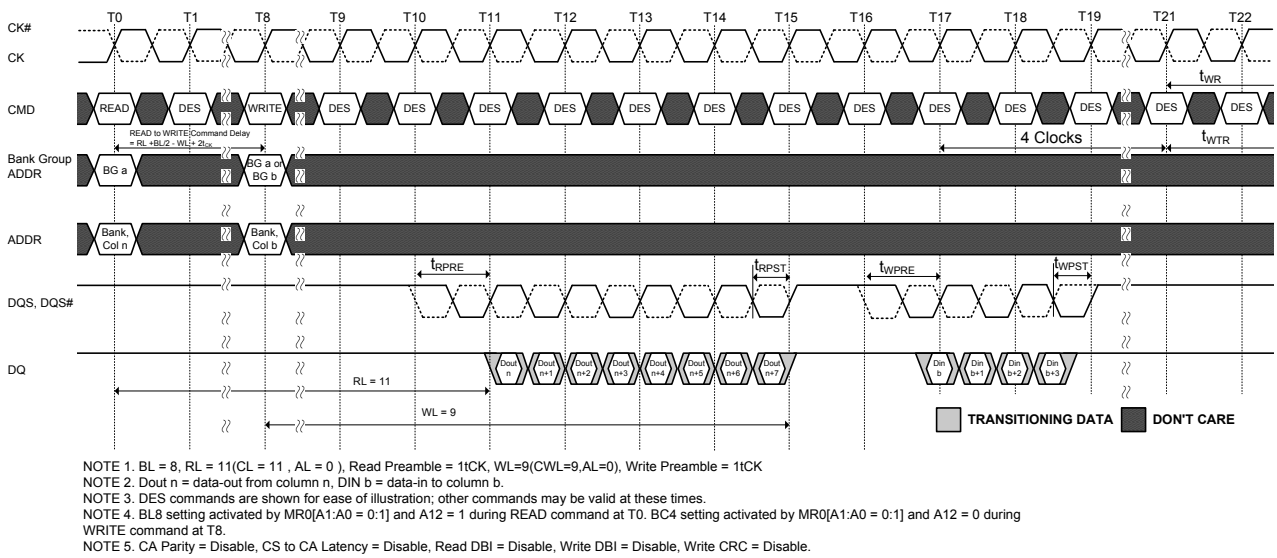 T0 T1 T8 T9 T10 T11 T12 T13 T14 T15 T16 T17 T18 T19 T21 T22
CK#
CK
tWR
CMD READ DES WRITE DES DES DES DES DES DES DES DES DES DES DES DES DES
READ to WRITE Command Delay
= RL +BL/2 - WL + 2tCK
4 Clocks
tWTR
Bank Group
ADDR
BG a
BG a or
BG b
ADDR
Bank,
Col n
Bank,
Col b
tRPRE tRPST tWPRE tWPST
DQS, DQS#
DQ
Dout
n
Dout
n+1
Dout
n+2
Dout
n+3
Dout
n+4
Dout
n+5
Dout
n+6
Dout
n+7
Din
b
Din
b+1
Din
b+2
Din
b+3
RL = 11
WL = 9
TRANSITIONING DATA DON'T CARE
NOTE 1. BL = 8, RL = 11(CL = 11 , AL = 0 ), Read Preamble = 1tCK, WL=9(CWL=9,AL=0), Write Preamble = 1tCK
NOTE 2. Dout n = data-out from column n, DIN b = data-in to column b.
NOTE 3. DES commands are shown for ease of illustration; other commands may be valid at these times.
NOTE 4. BL8 setting activated by MR0[A1:A0 = 0:1] and A12 = 1 during READ command at T0. BC4 setting activated by MR0[A1:A0 = 0:1] and A12 = 0 during
WRITE command at T8.
NOTE 5. CA Parity = Disable, CS to CA Latency = Disable, Read DBI = Disable, Write DBI = Disable, Write CRC = Disable.